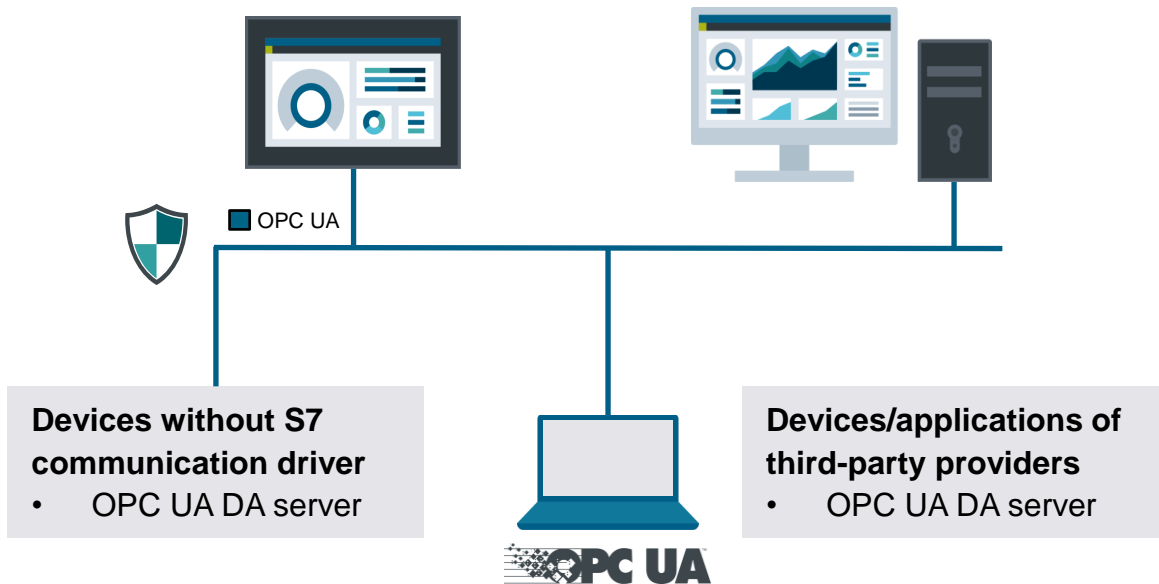 OPC UA
Devices without S7
communication driver
• OPC UA DA server
Devices/applications of
third-party providers
• OPC UA DA server
OPC UA